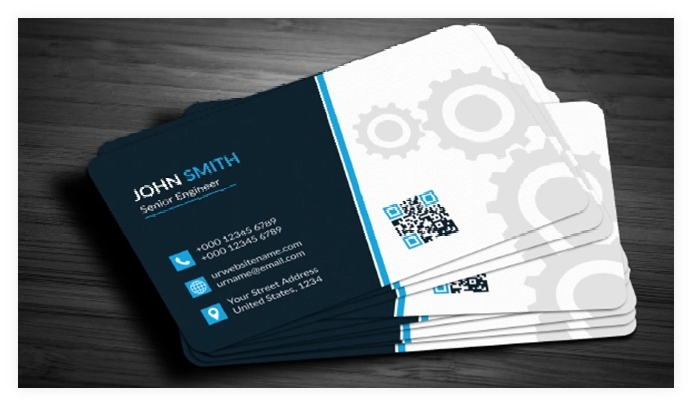 JOHN SMITH
Senior Engineer
+000 12345 6789
+000 12345 6789
urwebsitename.com
urname@email.com
Your Street Address
United States, 1234